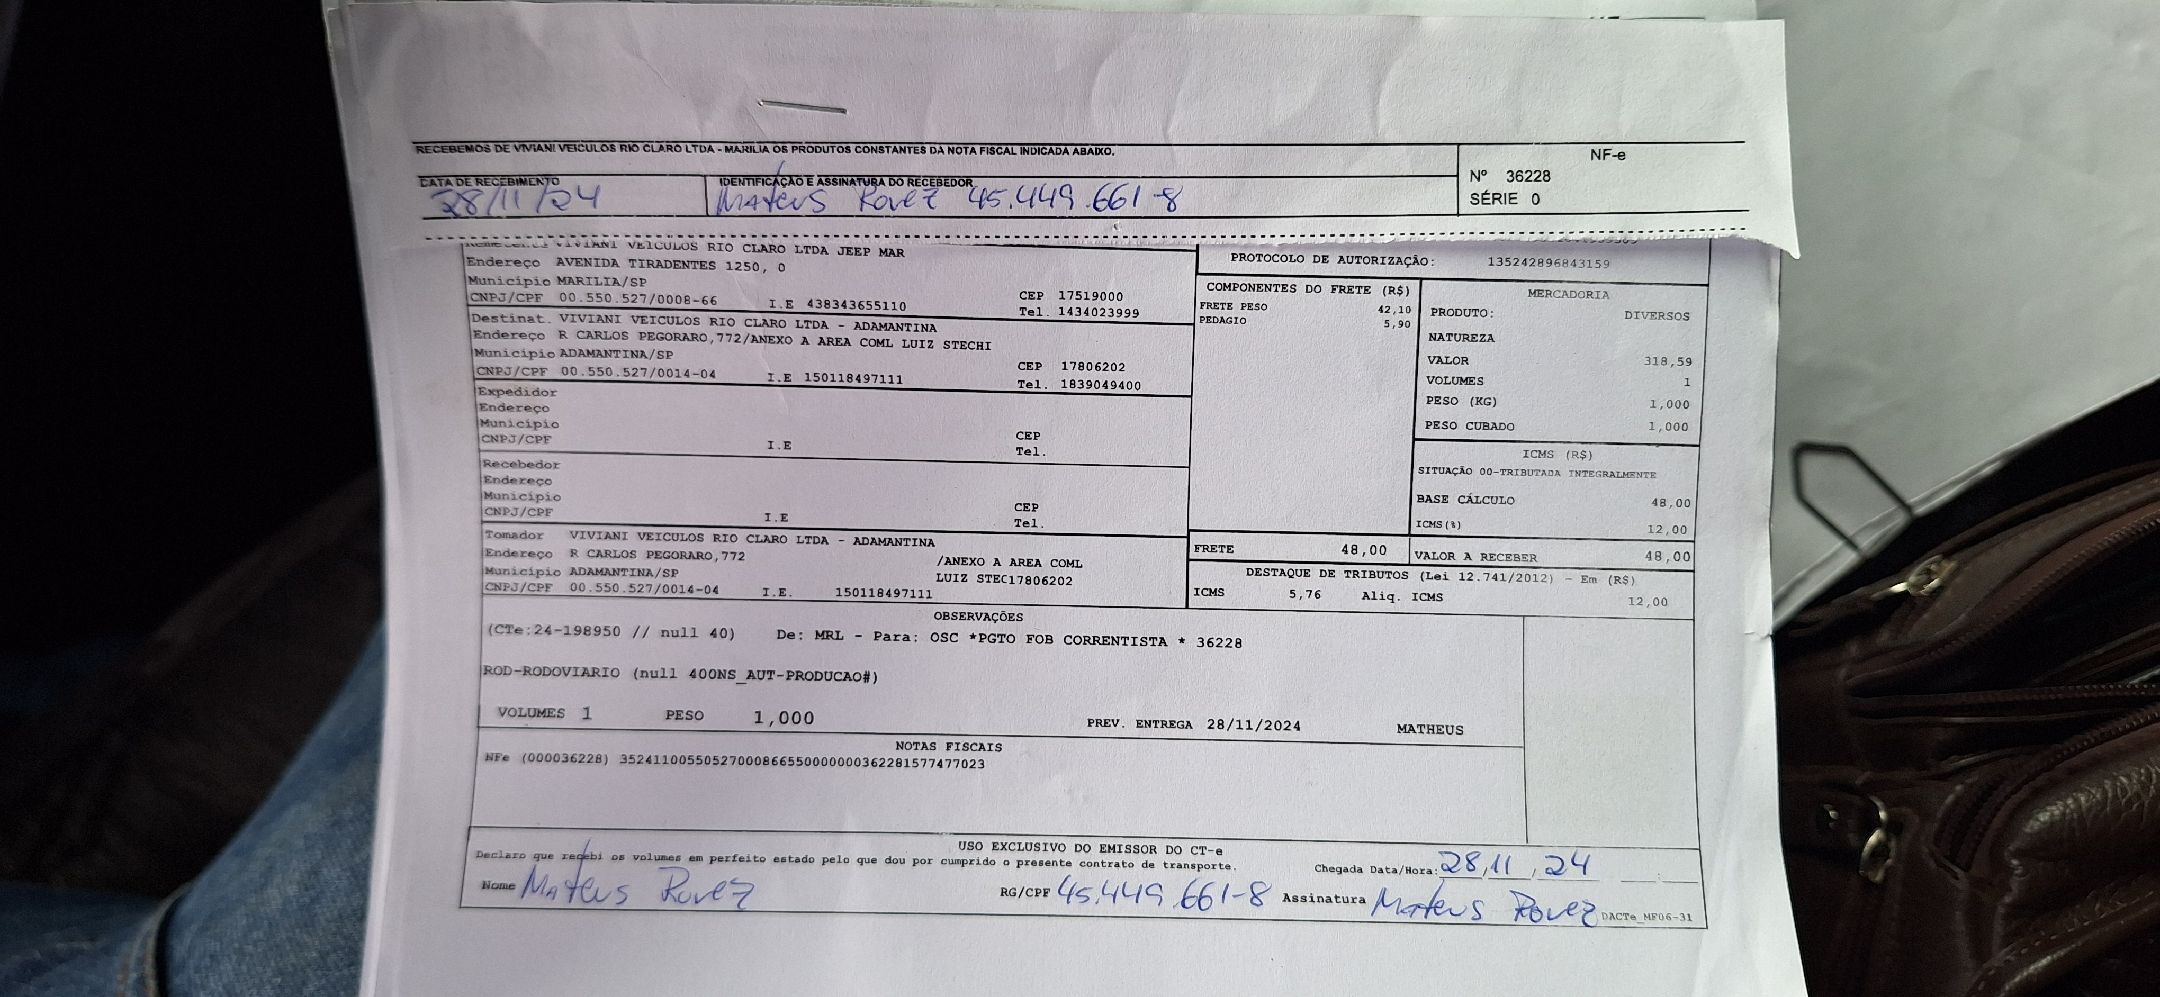 RECEBEMOS DE VIVIANI VEICULOS RIO CLARO LTDA - MARILIA OS PRODUTOS CONSTANTES DA NOTA FISCAL INDICADA ABAIXO.
NF-e
Nº 36228
SÉRIE 0
DATA DE RECEBIMENTO
28/11/24
IDENTIFICAÇÃO E ASSINATURA DO RECEBEDOR
Mateus Rovez 45.449.661-8
VIVIANI VEICULOS RIO CLARO LTDA JEEP MAR
Endereço AVENIDA TIRADENTES 1250, 0
Município MARILIA/SP
CNPJ/CPF 00.550.527/0008-66 I.E 438343655110
CEP 17519000
Tel. 1434023999
Destinat. VIVIANI VEICULOS RIO CLARO LTDA - ADAMANTINA
Endereço R CARLOS PEGORARO,772/ANEXO A AREA COML LUIZ STECHI
Município ADAMANTINA/SP
CNPJ/CPF 00.550.527/0014-04 I.E 150118497111
CEP 17806202
Tel. 1839049400
Expedidor
Endereço
Município
CNPJ/CPF I.E
CEP
Tel.
Recebedor
Endereço
Município
CNPJ/CPF I.E
CEP
Tel.
Tomador VIVIANI VEICULOS RIO CLARO LTDA - ADAMANTINA
Endereço R CARLOS PEGORARO,772 /ANEXO A AREA COML
Município ADAMANTINA/SP LUIZ STEC17806202
CNPJ/CPF 00.550.527/0014-04 I.E. 150118497111
PROTOCOLO DE AUTORIZAÇÃO: 135242896843159
COMPONENTES DO FRETE (R$)
FRETE PESO 42,10
PEDAGIO 5,90
MERCADORIA
PRODUTO: DIVERSOS
NATUREZA
VALOR 318,59
VOLUMES 1
PESO (KG) 1,000
PESO CUBADO 1,000
ICMS (R$)
SITUAÇÃO 00-TRIBUTADA INTEGRALMENTE
BASE CÁLCULO 48,00
ICMS(%) 12,00
FRETE 48,00
VALOR A RECEBER 48,00
DESTAQUE DE TRIBUTOS (Lei 12.741/2012) - Em (R$)
ICMS 5,76 Aliq. ICMS 12,00
OBSERVAÇÕES
(CTe:24-198950 // null 40) De: MRL - Para: OSC *PGTO FOB CORRENTISTA * 36228
ROD-RODOVIARIO (null 400NS_AUT-PRODUCAO#)
VOLUMES 1 PESO 1,000 PREV. ENTREGA 28/11/2024 MATHEUS
NOTAS FISCAIS
NFe (000036228) 35241100550527000866550000000362281577477023
USO EXCLUSIVO DO EMISSOR DO CT-e
Declaro que recebi os volumes em perfeito estado pelo que dou por cumprido o presente contrato de transporte.
Chegada Data/Hora: 28,11,24
Nome Mateus Rovez RG/CPF 45.449.661-8 Assinatura Mateus Rovez
DACTe_MF06-31